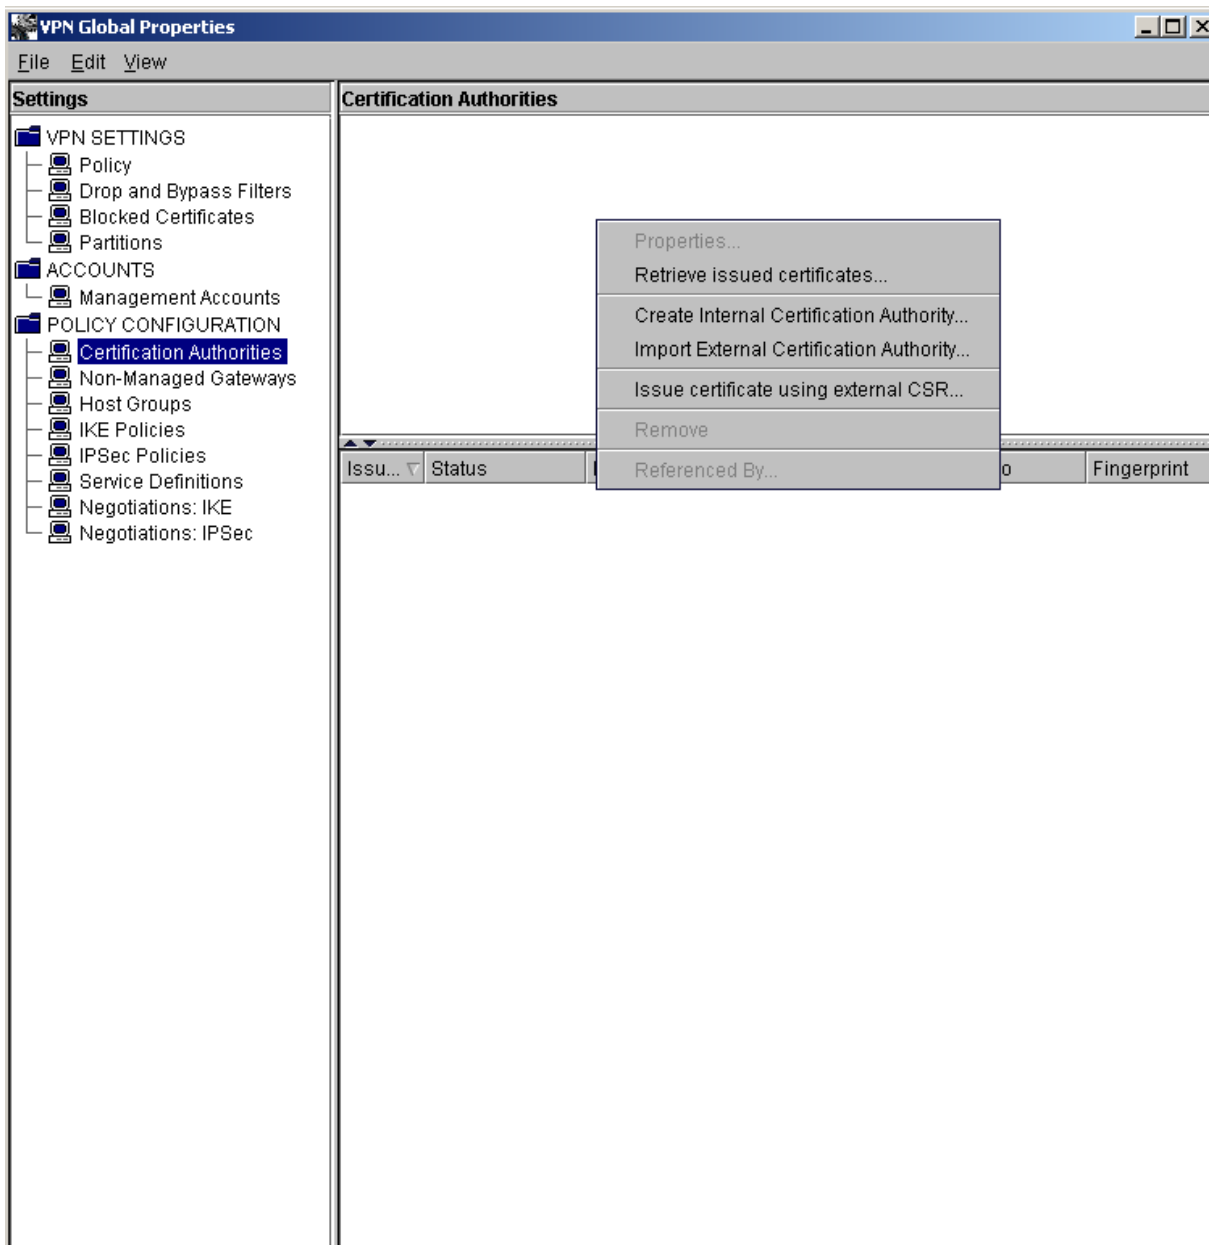 VPN Global Properties
File Edit View
Settings
VPN SETTINGS
Policy
Drop and Bypass Filters
Blocked Certificates
Partitions
ACCOUNTS
Management Accounts
POLICY CONFIGURATION
Certification Authorities
Non-Managed Gateways
Host Groups
IKE Policies
IPSec Policies
Service Definitions
Negotiations: IKE
Negotiations: IPSec
Certification Authorities
Properties...
Retrieve issued certificates...
Create Internal Certification Authority...
Import External Certification Authority...
Issue certificate using external CSR...
Remove
Referenced By...
Issu... Status Fingerprint